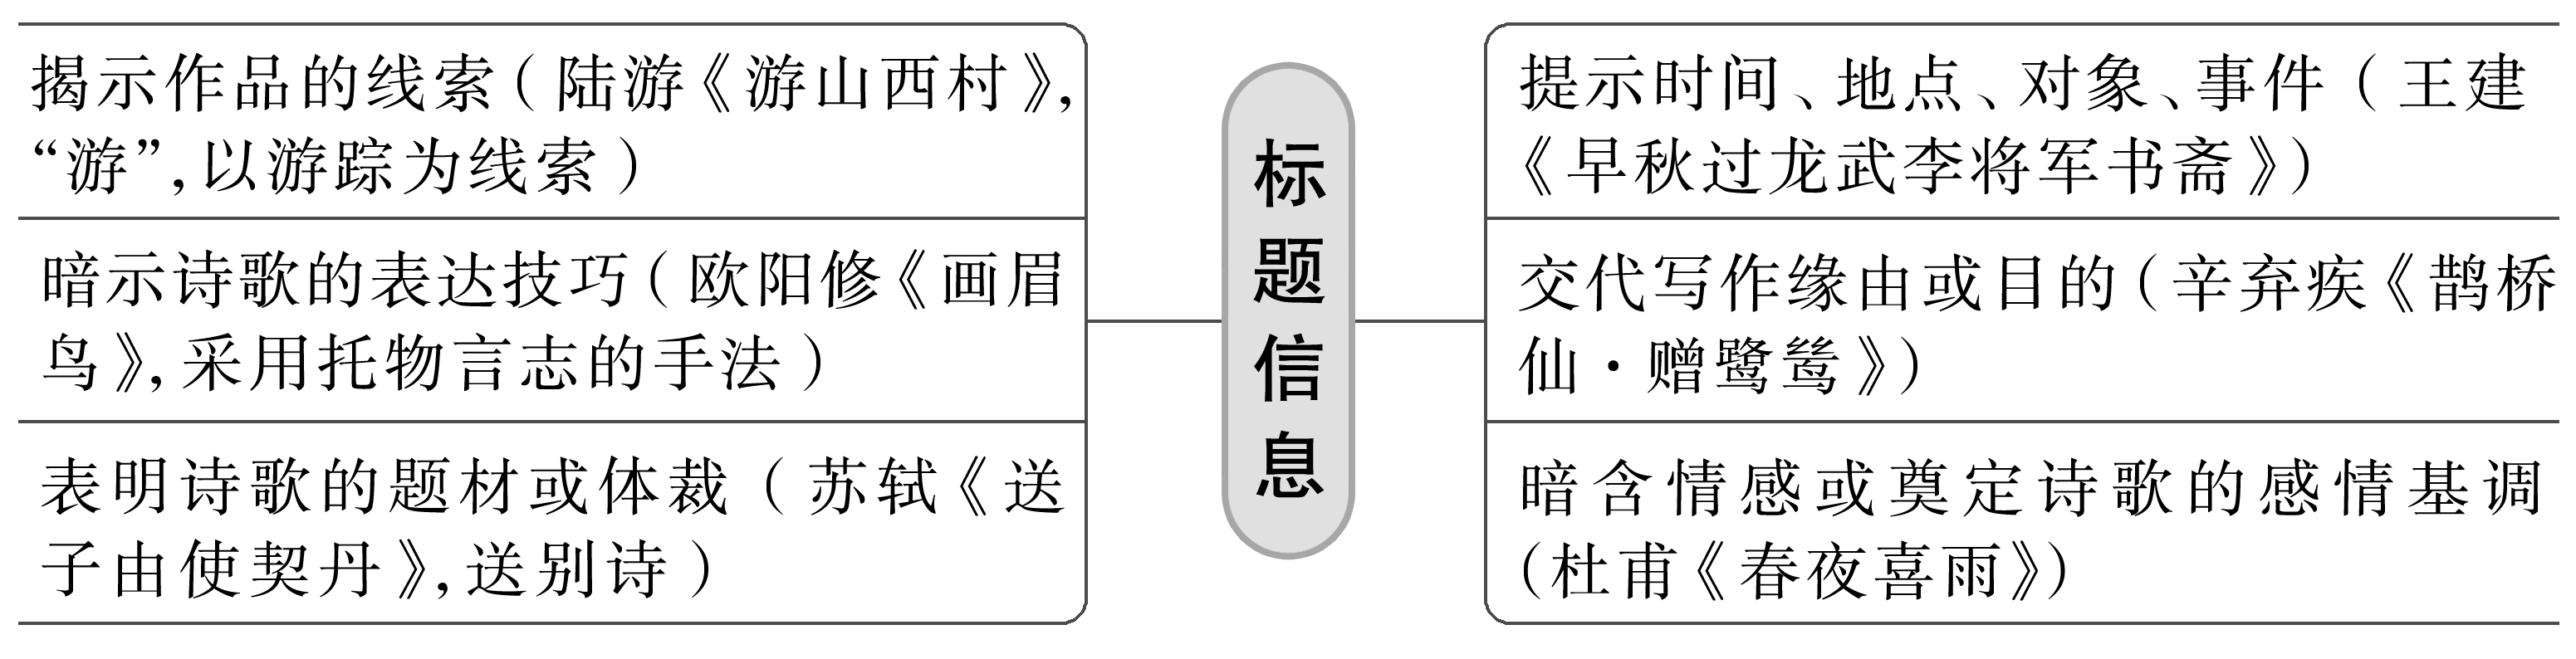 揭示作品的线索（陆游《游山西村》,
“游”,以游踪为线索）
暗示诗歌的表达技巧（欧阳修《画眉
鸟》,采用托物言志的手法）
表明诗歌的题材或体裁（苏轼《送
子由使契丹》,送别诗）
标
题
信
息
提示时间、地点、对象、事件（王建
《早秋过龙武李将军书斋》）
交代写作缘由或目的（辛弃疾《鹊桥
仙·赠鹭鸶》）
暗含情感或奠定诗歌的感情基调
（杜甫《春夜喜雨》）